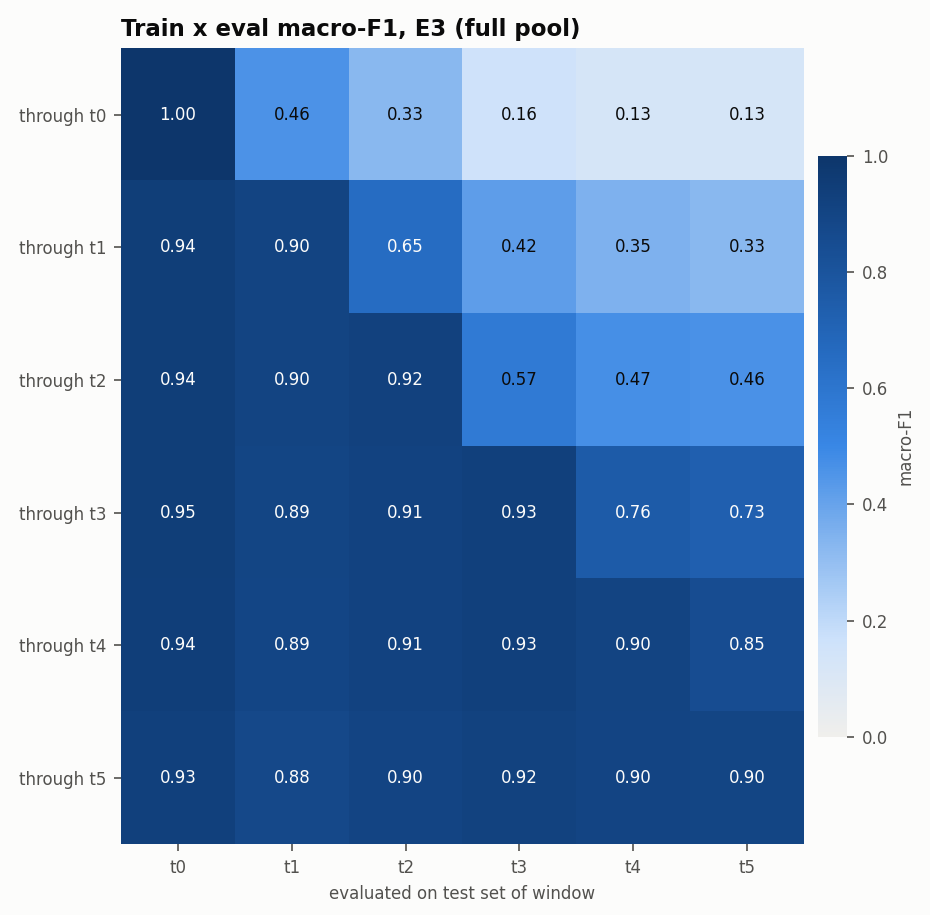 Train x eval macro-F1, E3 (full pool)
through t0 1.00 0.46 0.33 0.16 0.13 0.13
through t1 0.94 0.90 0.65 0.42 0.35 0.33
through t2 0.94 0.90 0.92 0.57 0.47 0.46
through t3 0.95 0.89 0.91 0.93 0.76 0.73
through t4 0.94 0.89 0.91 0.93 0.90 0.85
through t5 0.93 0.88 0.90 0.92 0.90 0.90
t0 t1 t2 t3 t4 t5
evaluated on test set of window
1.0
0.8
0.6
0.4
0.2
0.0
macro-F1